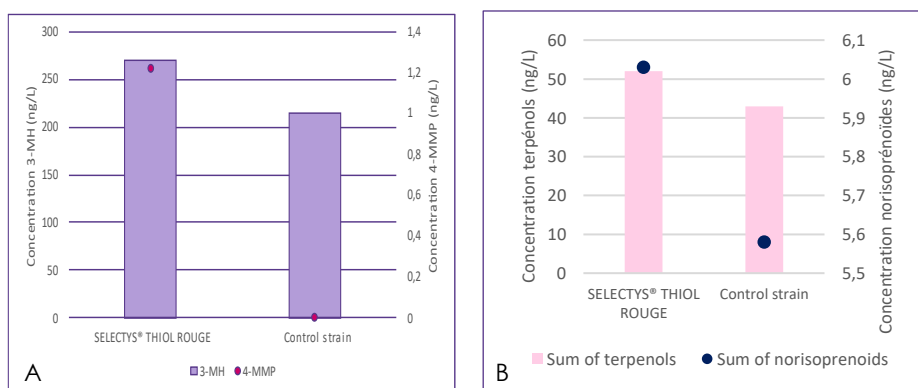 Concentration 3-MH (ng/L)
300
250
200
150
100
50
0
1,4
1,2
1
0,8
0,6
0,4
0,2
0
Concentration 4-MMP (ng/L)
SELECTYS® THIOL ROUGE
Control strain
A
3-MH
4-MMP
Concentration terpénols (ng/L)
60
50
40
30
20
10
0
6,1
6
5,9
5,8
5,7
5,6
5,5
Concentration norisoprénoïdes (ng/L)
SELECTYS® THIOL
ROUGE
Control strain
B
Sum of terpenols
Sum of norisoprenoids